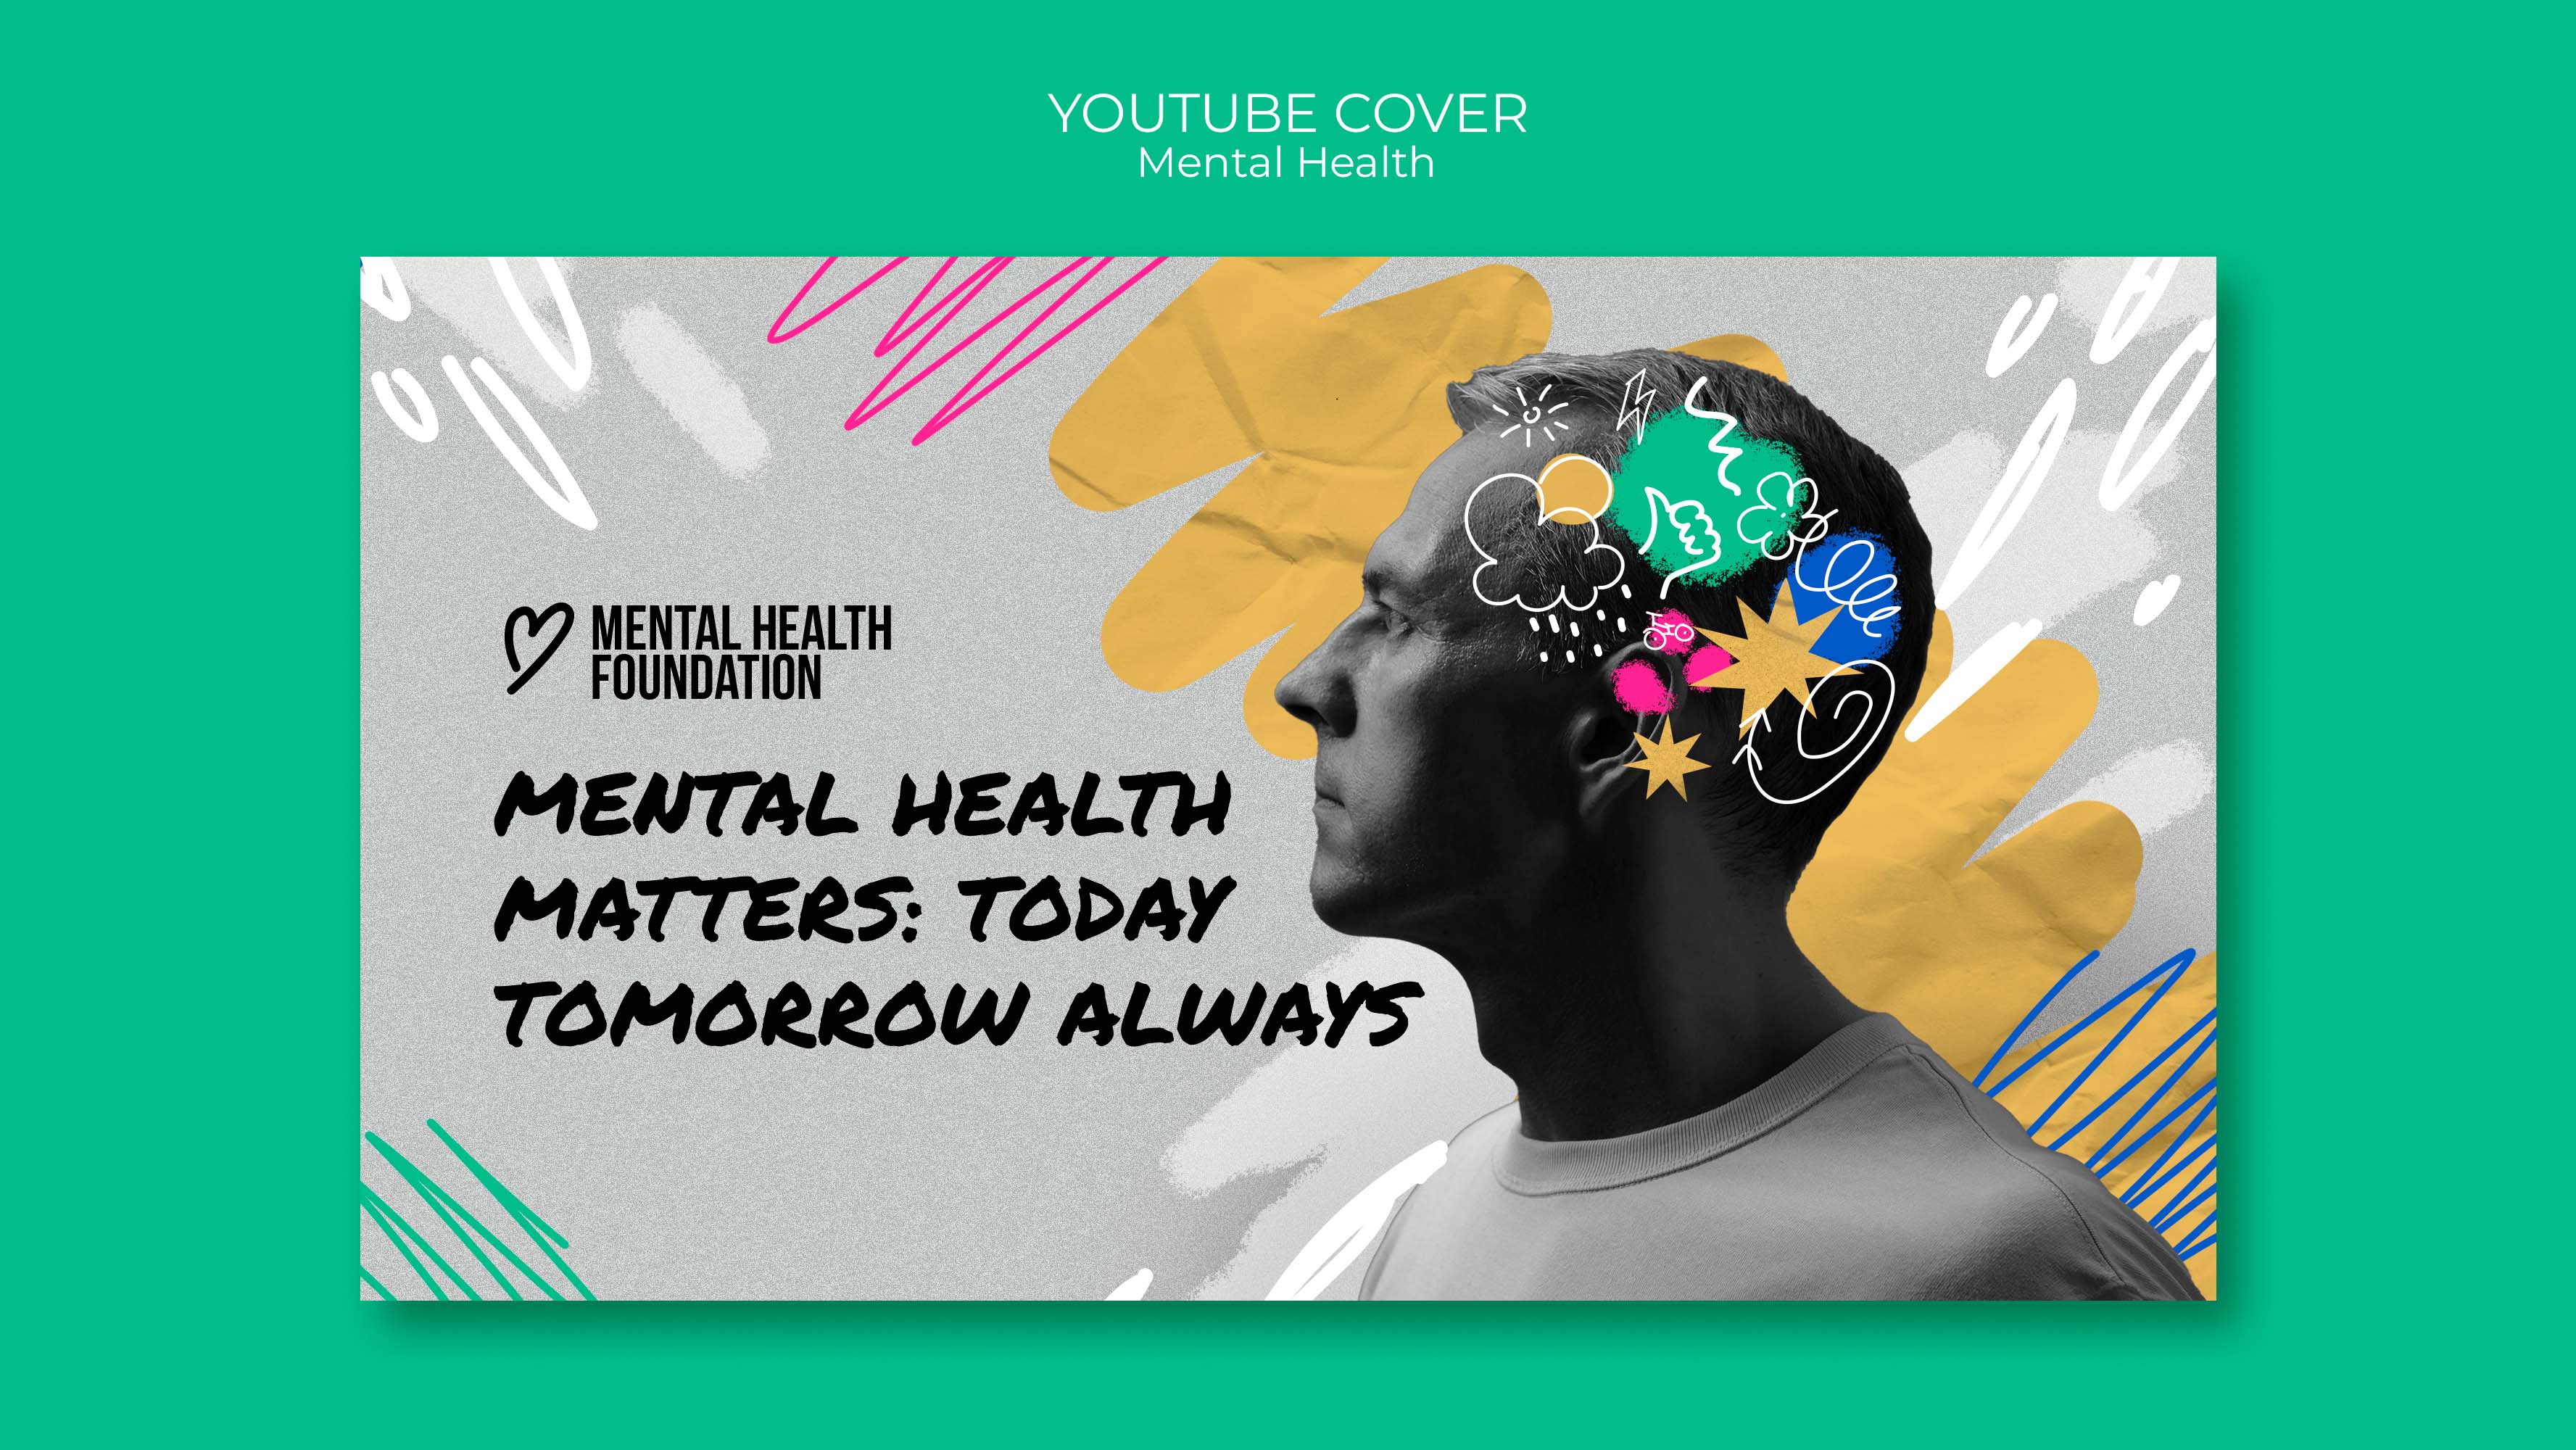 YOUTUBE COVER
Mental Health
MENTAL HEALTH
FOUNDATION
MENTAL HEALTH
MATTERS: TODAY
TOMORROW ALWAYS